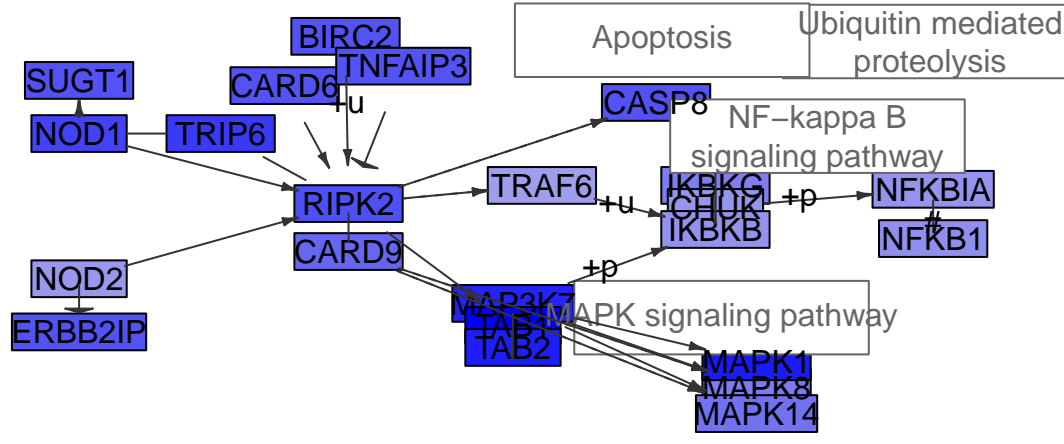 Ubiquitin mediated
proteolysis
Apoptosis
BIRC2
TNFAIP3
SUGT1
CARD6
+u
CASP8
NOD1
TRIP6
NF−kappa B
signaling pathway
RIPK2
TRAF6
+u
IKBKG
CHUK
IKBKB
+p
NFKBIA
#
NFKB1
CARD9
+p
NOD2
ERBB2IP
MAP3K7
TAB1
TAB2
MAPK signaling pathway
MAPK1
MAPK8
MAPK14